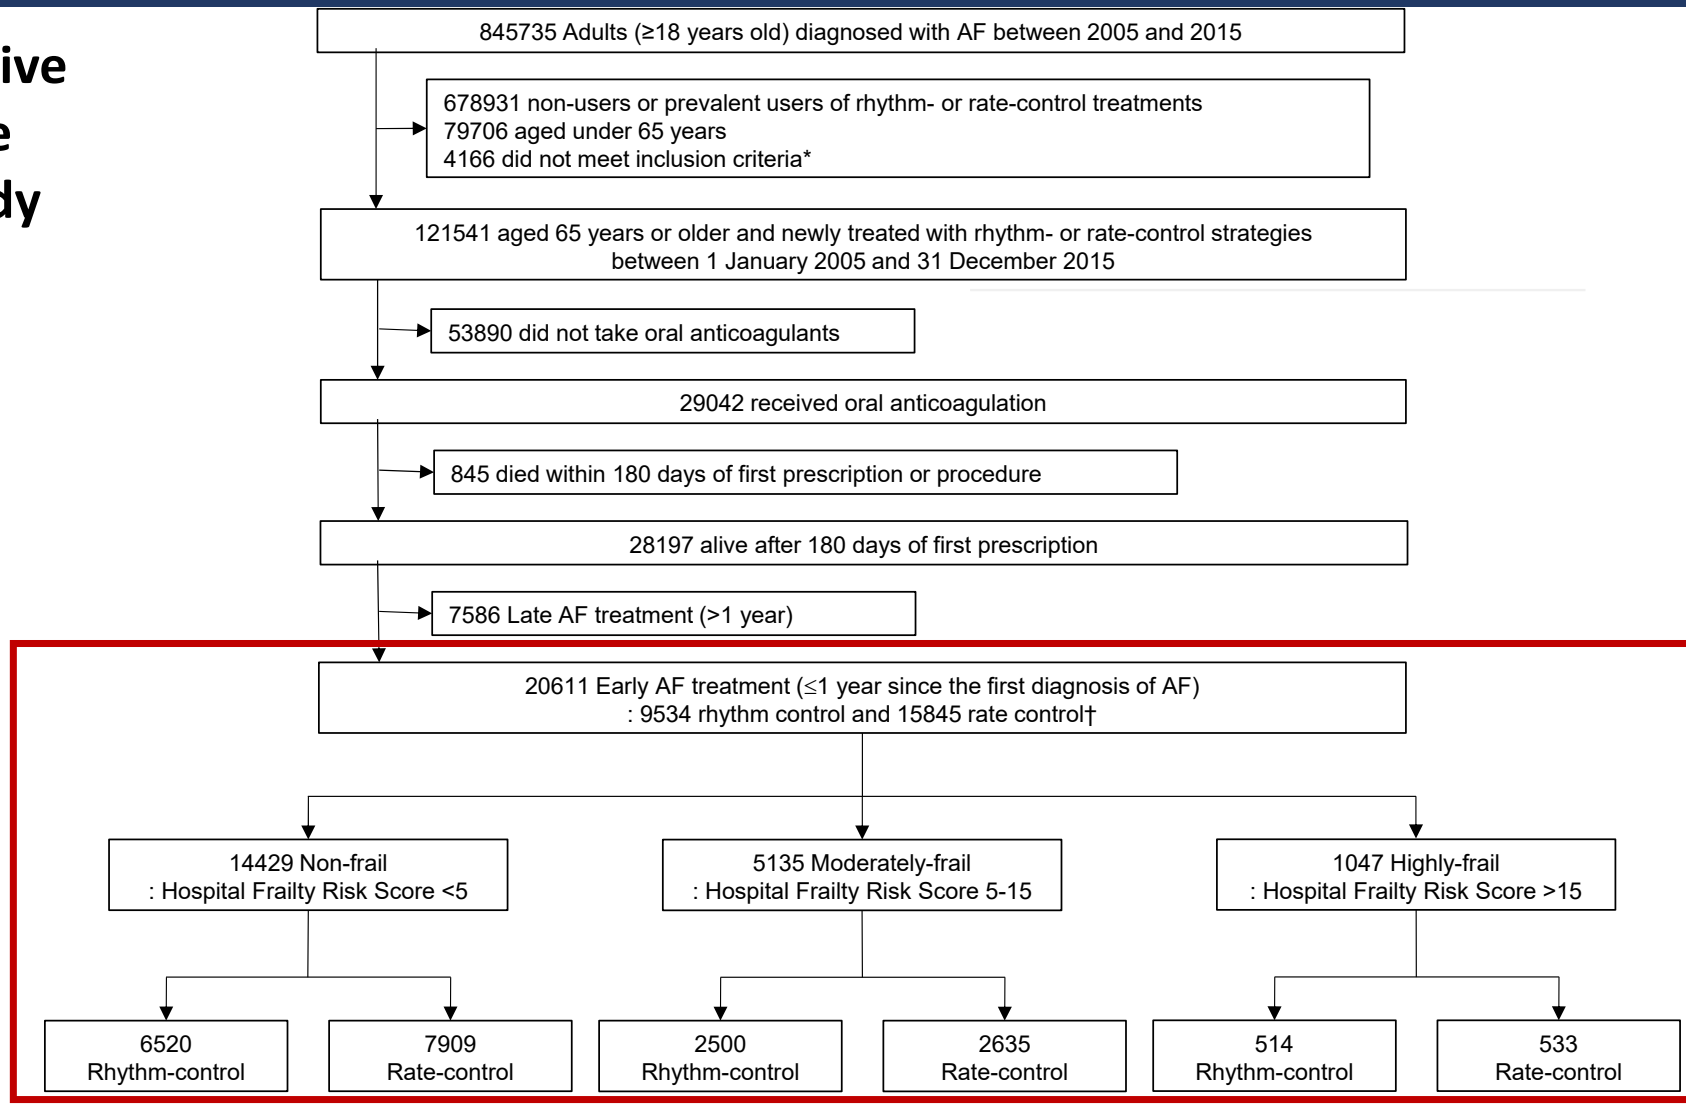 845735 Adults (≥18 years old) diagnosed with AF between 2005 and 2015
ive
e
dy
678931 non-users or prevalent users of rhythm- or rate-control treatments
79706 aged under 65 years
4166 did not meet inclusion criteria*
121541 aged 65 years or older and newly treated with rhythm- or rate-control strategies
between 1 January 2005 and 31 December 2015
53890 did not take oral anticoagulants
29042 received oral anticoagulation
845 died within 180 days of first prescription or procedure
28197 alive after 180 days of first prescription
7586 Late AF treatment (>1 year)
20611 Early AF treatment (≤1 year since the first diagnosis of AF)
: 9534 rhythm control and 15845 rate control†
14429 Non-frail
: Hospital Frailty Risk Score <5
5135 Moderately-frail
: Hospital Frailty Risk Score 5-15
1047 Highly-frail
: Hospital Frailty Risk Score >15
6520
Rhythm-control
7909
Rate-control
2500
Rhythm-control
2635
Rate-control
514
Rhythm-control
533
Rate-control